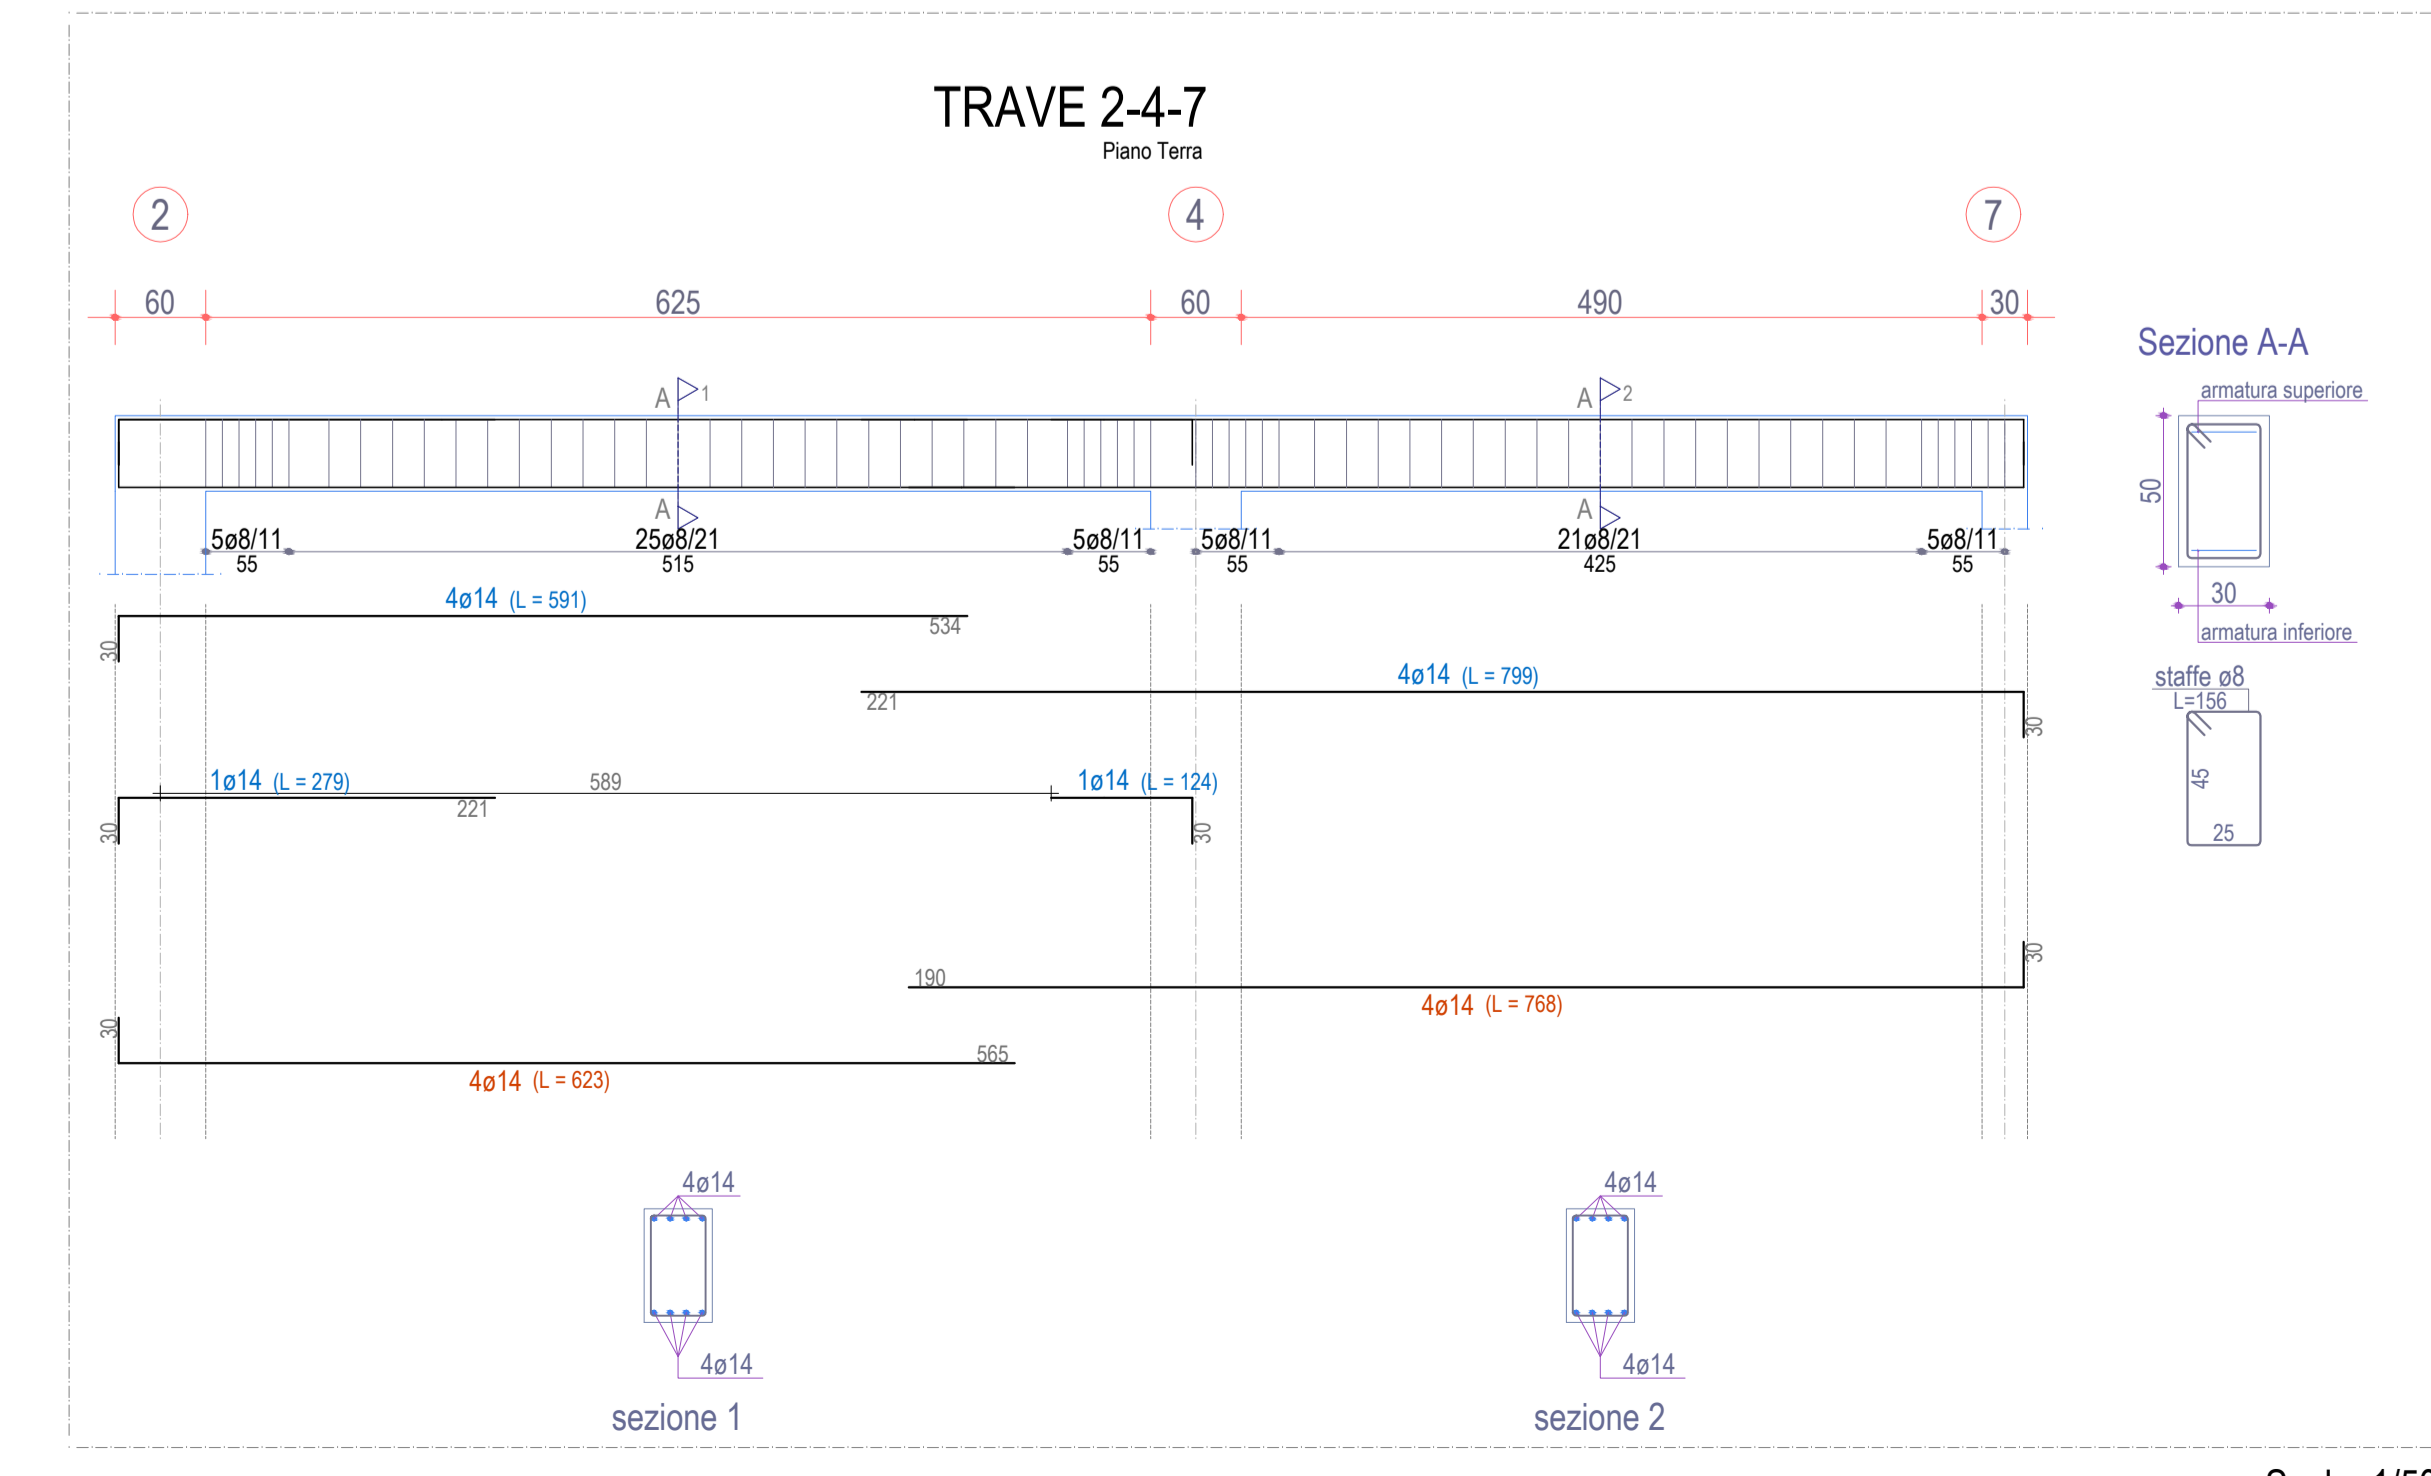 TRAVE 2-4-7
Piano Terra
2 4 7
60 625 60 490 30
Sezione A-A
A 1 A 2
armatura superiore
50
30
armatura inferiore
A A
5ø8/11 25ø8/21 5ø8/11 5ø8/11 21ø8/21 5ø8/11
55 515 55 55 425 55
4ø14 (L = 591)
534
30
4ø14 (L = 799)
221
30
staffe ø8
L=156
45
25
1ø14 (L = 279) 589 1ø14 (L = 124)
221
30 30
190
30
4ø14 (L = 768)
30
565
4ø14 (L = 623)
4ø14 4ø14
4ø14 4ø14
sezione 1 sezione 2